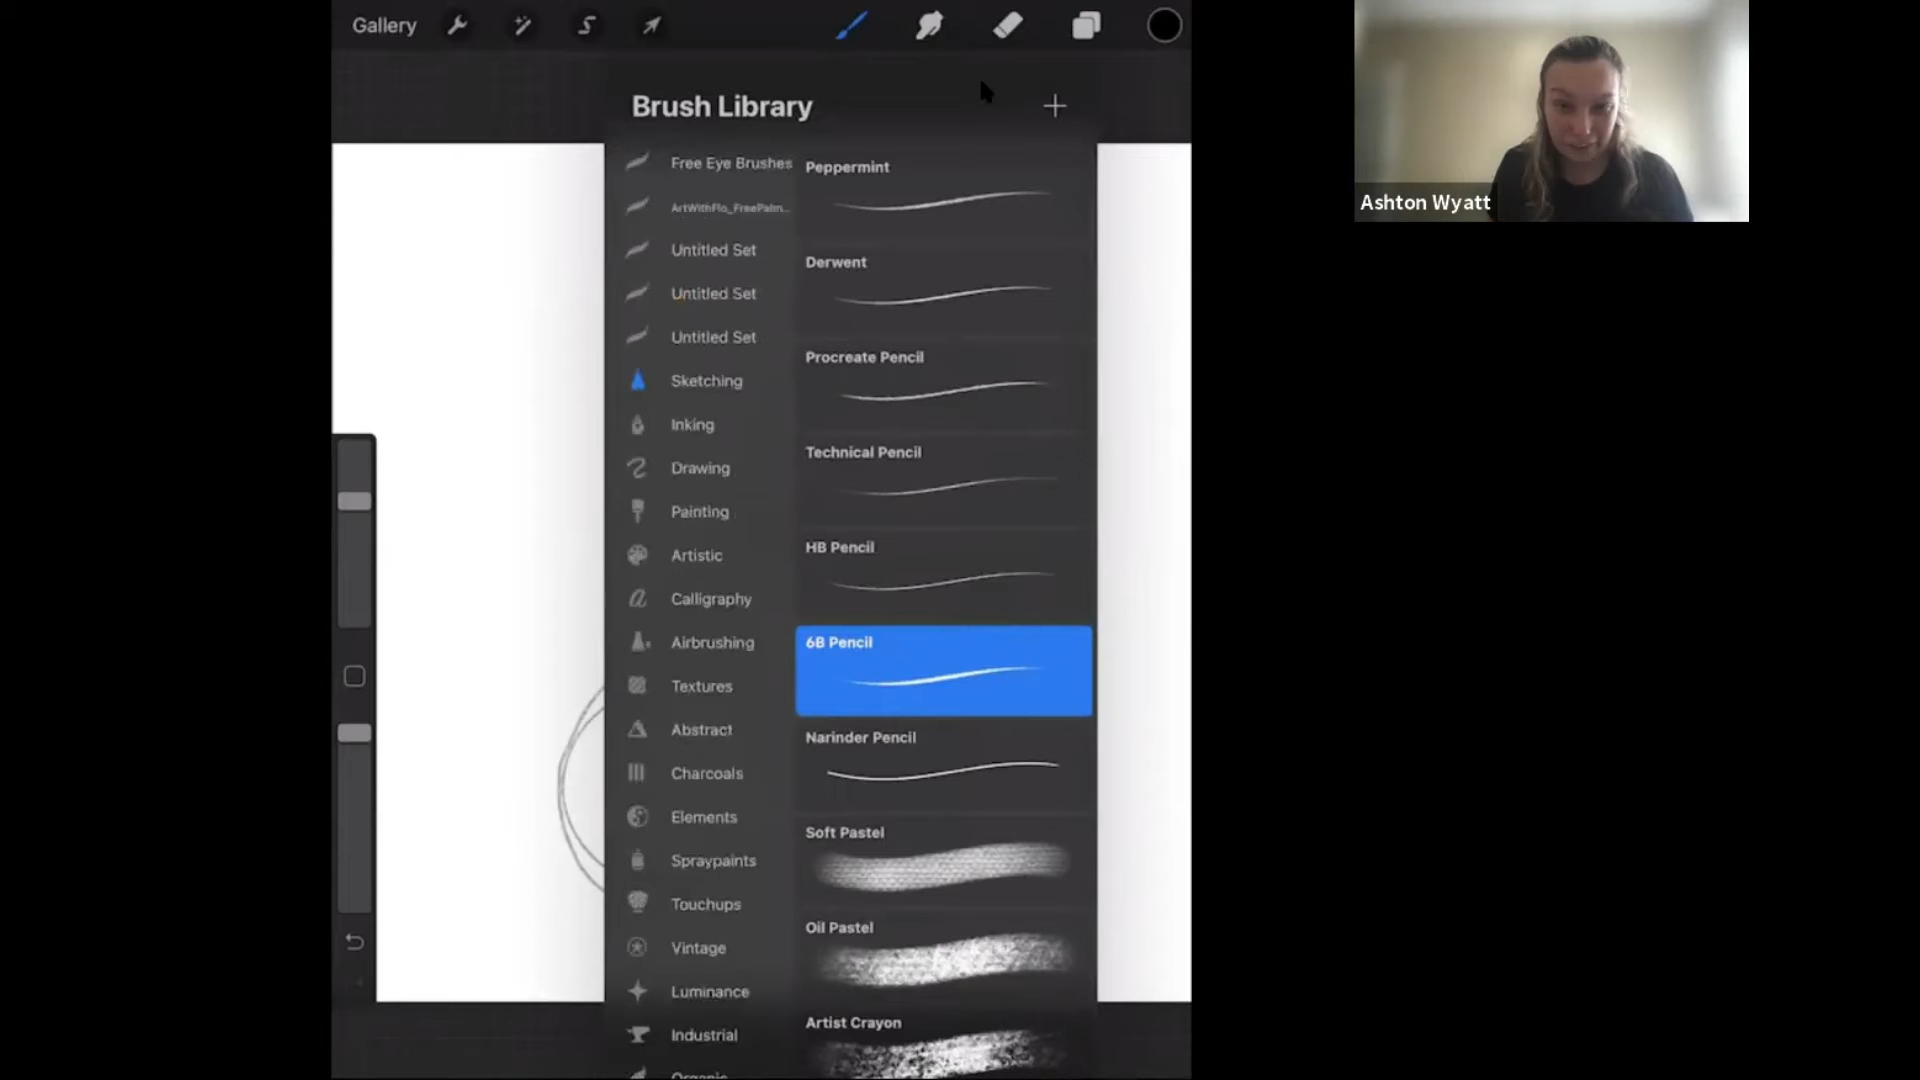 Gallery
Brush Library
Free Eye Brushes
ArtWithFlo_FreePalm...
Untitled Set
Untitled Set
Untitled Set
Sketching
Inking
Drawing
Painting
Artistic
Calligraphy
Airbrushing
Textures
Abstract
Charcoals
Elements
Spraypaints
Touchups
Vintage
Luminance
Industrial
Organic
Peppermint
Derwent
Procreate Pencil
Technical Pencil
HB Pencil
6B Pencil
Narinder Pencil
Soft Pastel
Oil Pastel
Artist Crayon
Ashton Wyatt